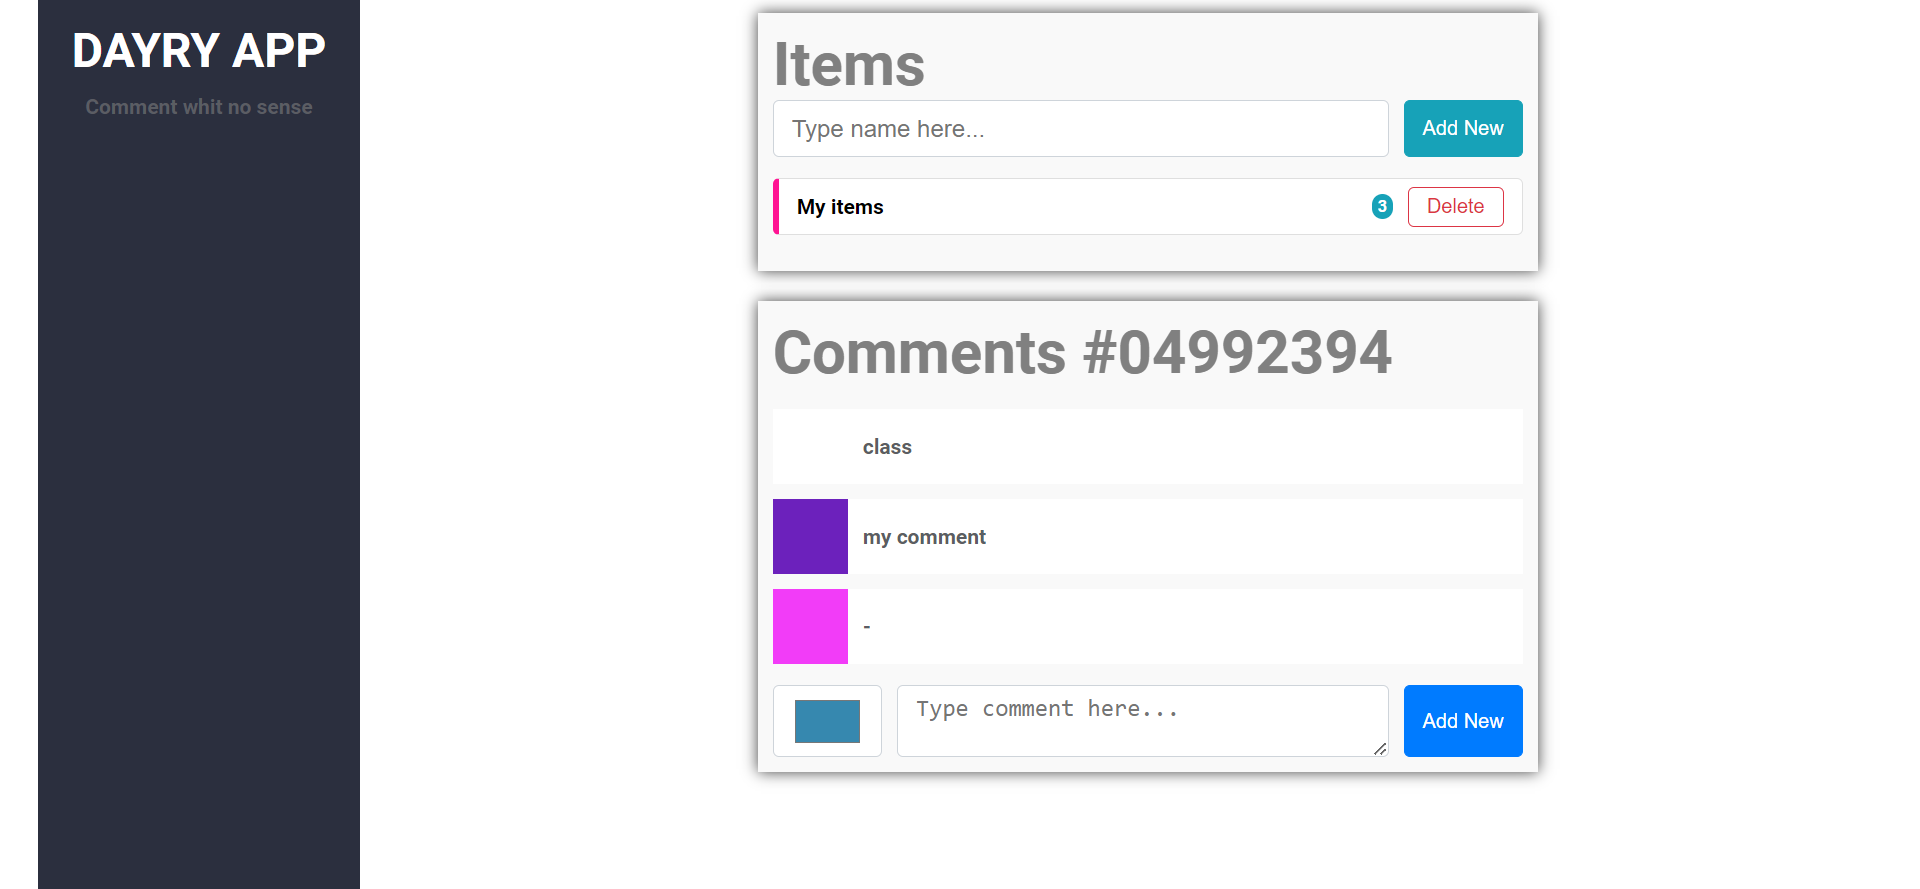 DAYRY APP
Comment whit no sense
Items
Type name here...
Add New
My items
3
Delete
Comments #04992394
class
my comment
-
Type comment here...
Add New